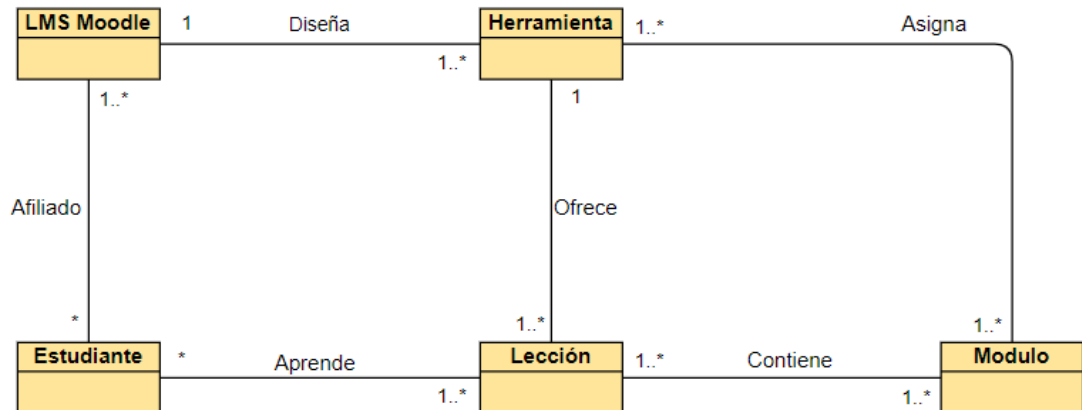 LMS Moodle
1
Diseña
1..*
Herramienta
1..*
Asigna
1..*
1
Afiliado
Ofrece
*
1..*
1..*
Estudiante
*
Aprende
1..*
Lección
1..*
Contiene
1..*
Modulo